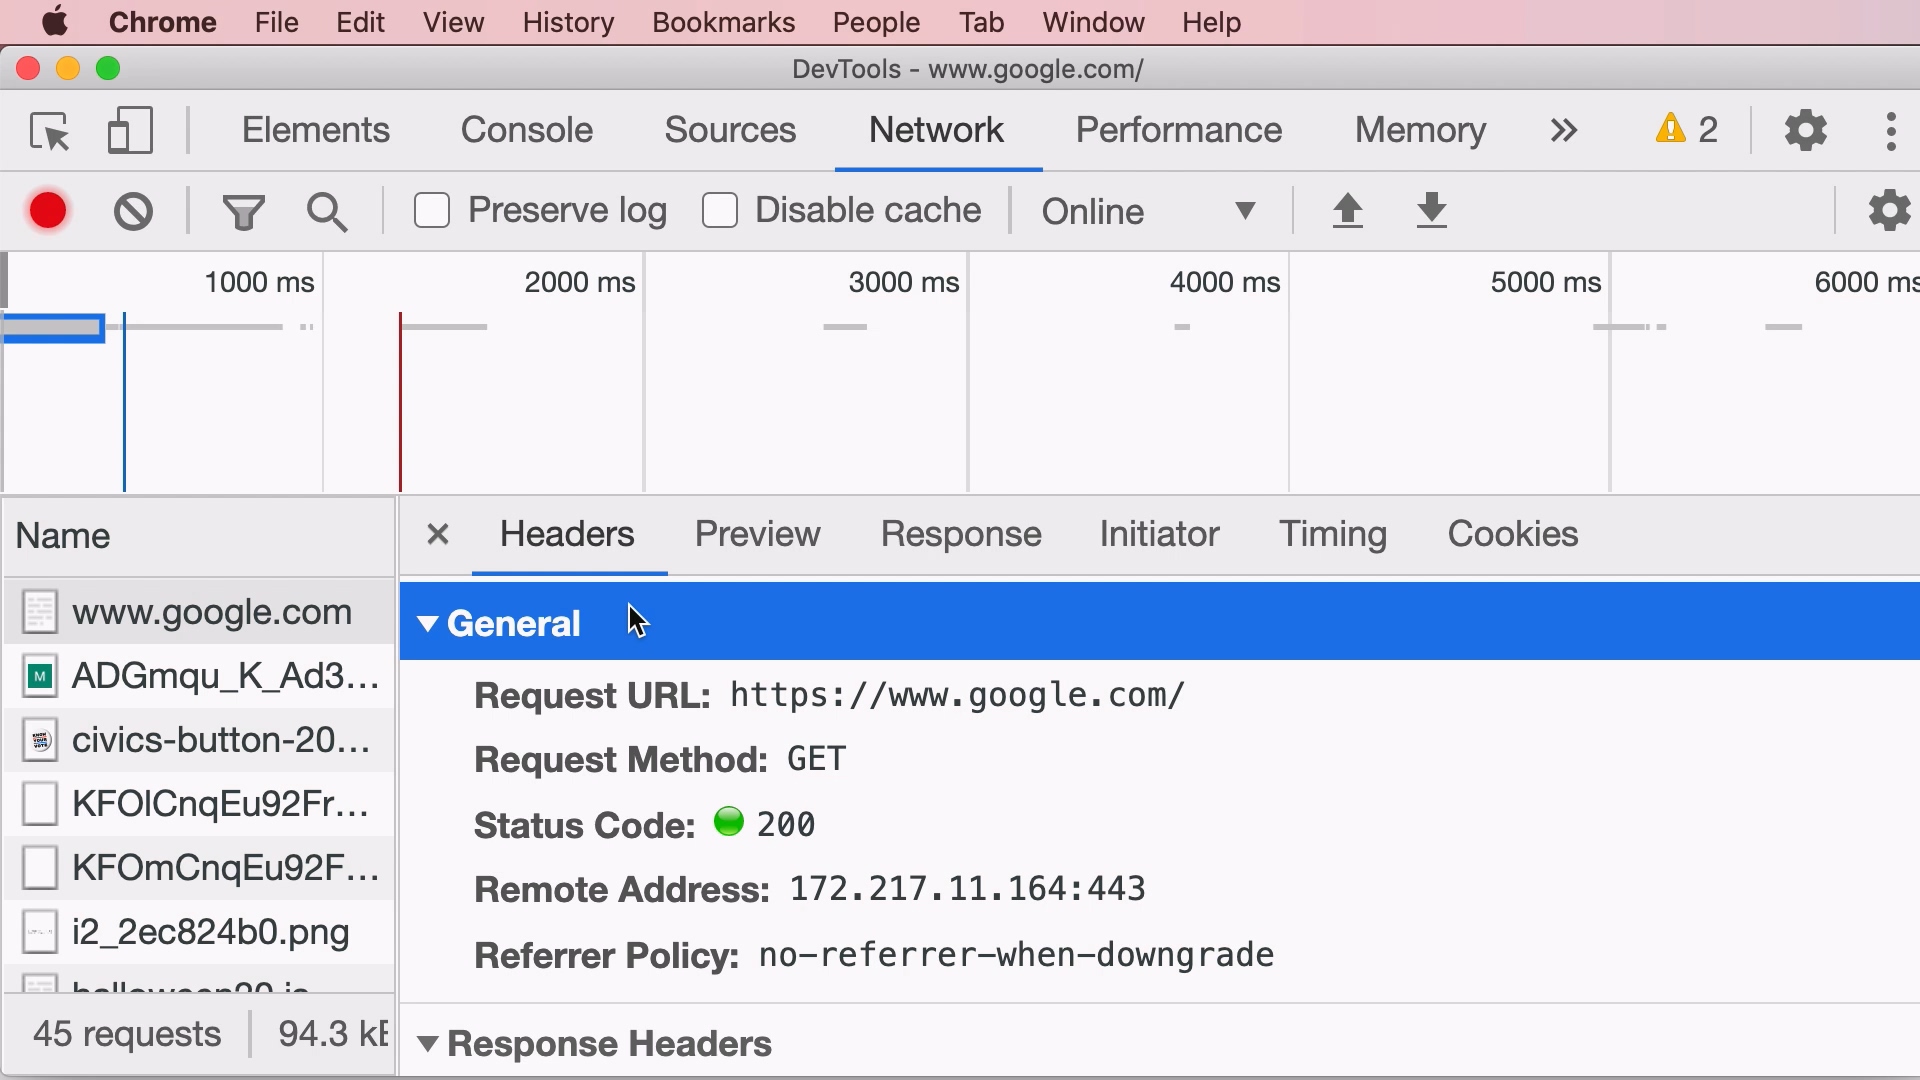 Chrome File Edit View History Bookmarks People Tab Window Help
DevTools - www.google.com/
Elements Console Sources Network Performance Memory 2
Preserve log Disable cache Online
1000 ms 2000 ms 3000 ms 4000 ms 5000 ms 6000 ms
Name
Headers Preview Response Initiator Timing Cookies
www.google.com
ADGmqu_K_Ad3...
civics-button-20...
KFOlCnqEu92Fr...
KFOmCnqEu92F...
i2_2ec824b0.png
45 requests 94.3 kB
General
Request URL: https://www.google.com/
Request Method: GET
Status Code: 200
Remote Address: 172.217.11.164:443
Referrer Policy: no-referrer-when-downgrade
Response Headers